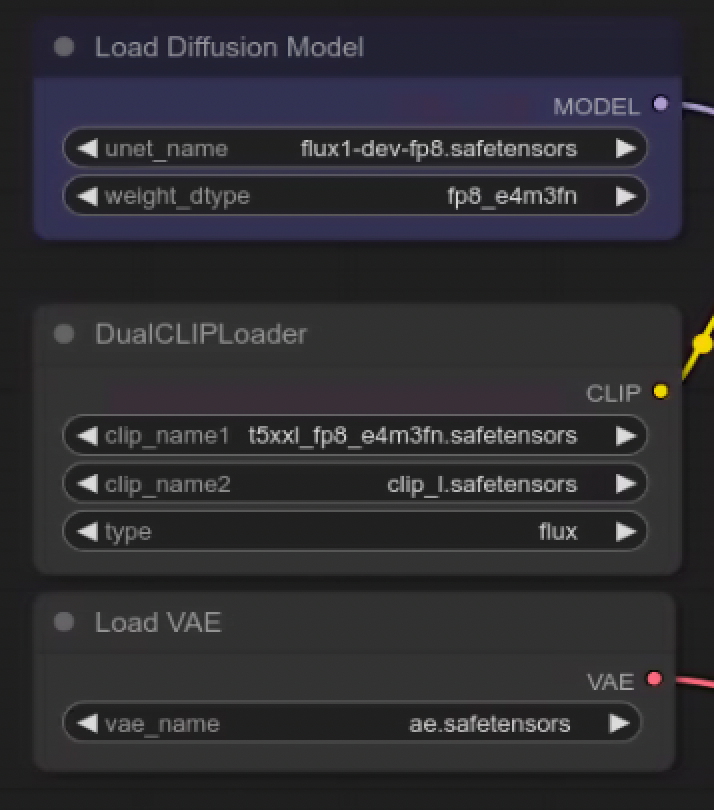 Load Diffusion Model
MODEL
unet_name flux1-dev-fp8.safetensors
weight_dtype fp8_e4m3fn
DualCLIPLoader
CLIP
clip_name1 t5xxl_fp8_e4m3fn.safetensors
clip_name2 clip_l.safetensors
type flux
Load VAE
VAE
vae_name ae.safetensors